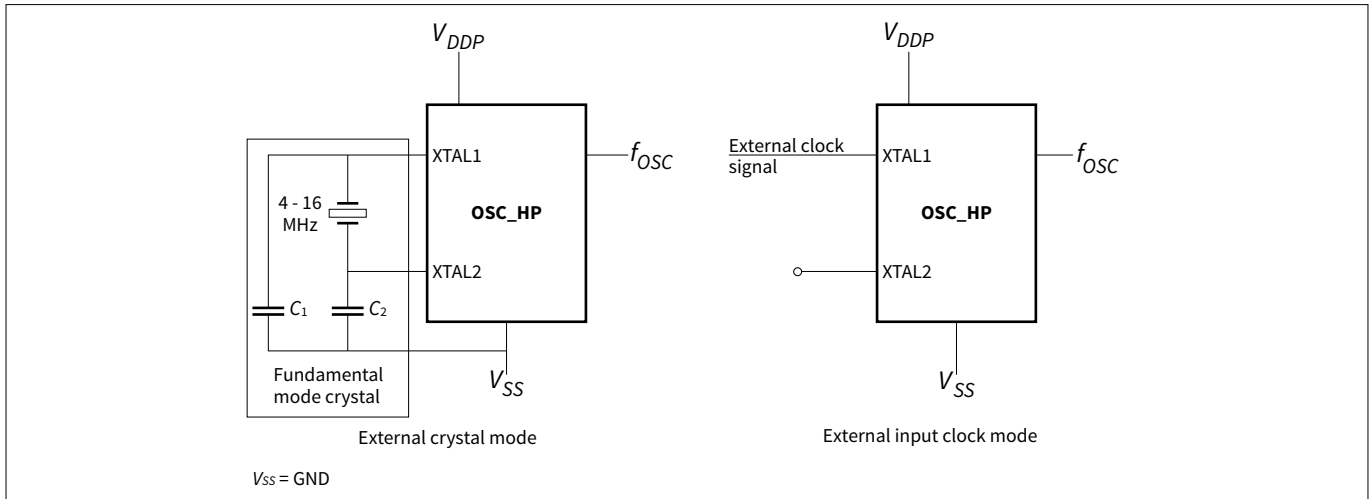 V_DDP
XTAL1
f_OSC
4 - 16
MHz
OSC_HP
XTAL2
C1
C2
Fundamental
mode crystal
V_SS
External crystal mode
VSS = GND
V_DDP
External clock
signal
XTAL1
f_OSC
OSC_HP
XTAL2
V_SS
External input clock mode